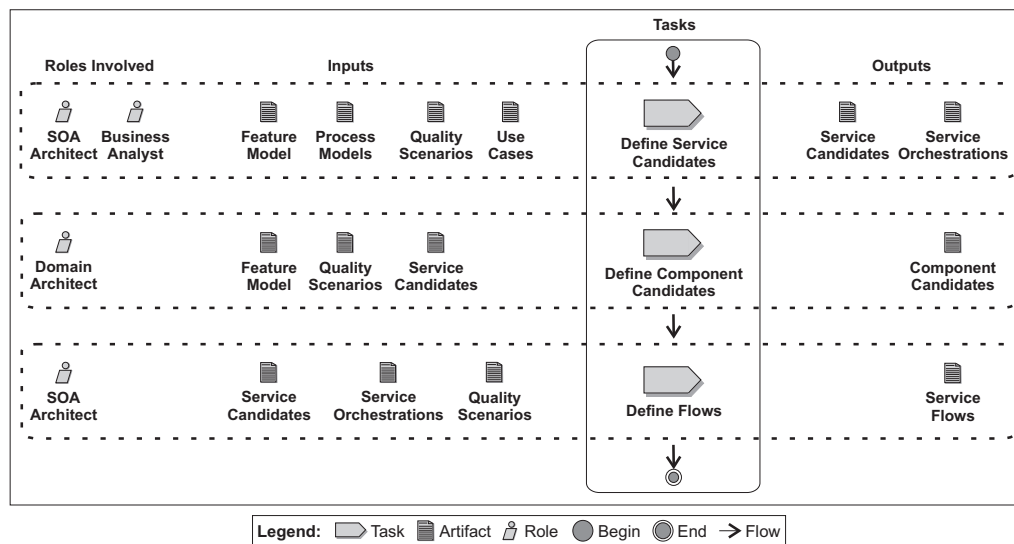 Tasks
Roles Involved Inputs Outputs
SOA Architect
Business Analyst
Feature Model
Process Models
Quality Scenarios
Use Cases
Define Service Candidates
Service Candidates
Service Orchestrations
Domain Architect
Feature Model
Quality Scenarios
Service Candidates
Define Component Candidates
Component Candidates
SOA Architect
Service Candidates
Service Orchestrations
Quality Scenarios
Define Flows
Service Flows
Legend: Task Artifact Role Begin End Flow